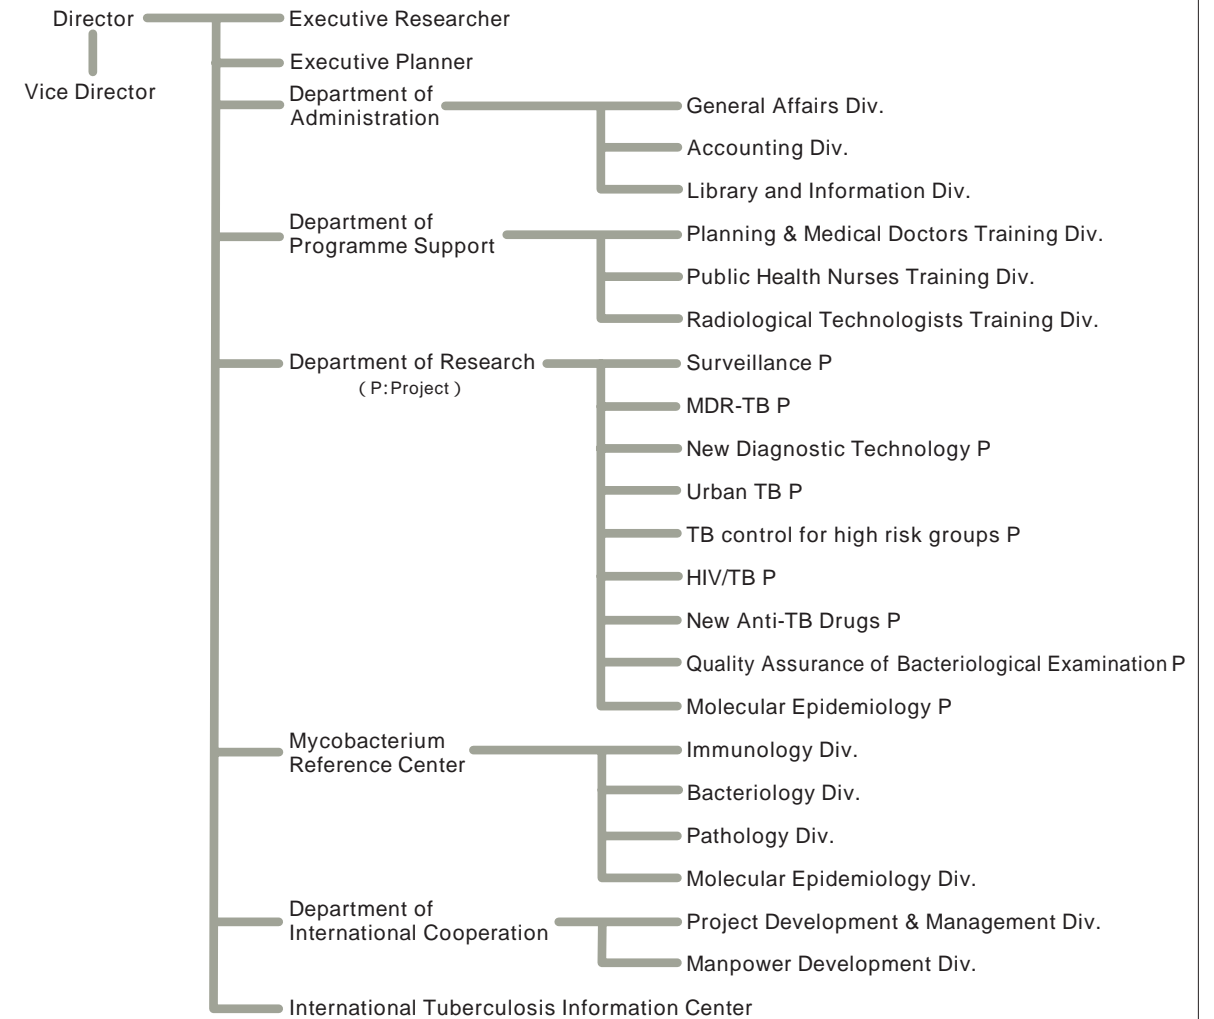 Director
Executive Researcher
Executive Planner
Vice Director
Department of
Administration
General Affairs Div.
Accounting Div.
Library and Information Div.
Department of
Programme Support
Planning & Medical Doctors Training Div.
Public Health Nurses Training Div.
Radiological Technologists Training Div.
Department of Research
( P:Project )
Surveillance P
MDR-TB P
New Diagnostic Technology P
Urban TB P
TB control for high risk groups P
HIV/TB P
New Anti-TB Drugs P
Quality Assurance of Bacteriological Examination P
Molecular Epidemiology P
Mycobacterium
Reference Center
Immunology Div.
Bacteriology Div.
Pathology Div.
Molecular Epidemiology Div.
Department of
International Cooperation
Project Development & Management Div.
Manpower Development Div.
International Tuberculosis Information Center